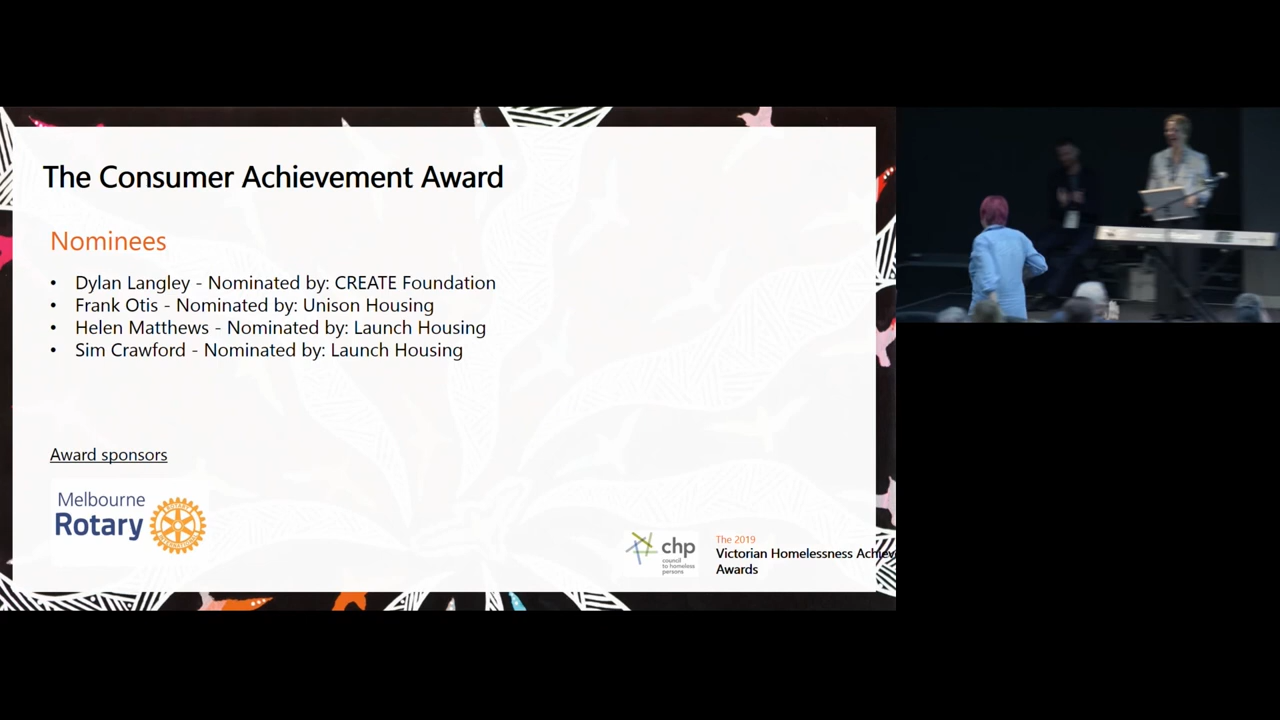 The Consumer Achievement Award
Nominees
• Dylan Langley - Nominated by: CREATE Foundation
• Frank Otis - Nominated by: Unison Housing
• Helen Matthews - Nominated by: Launch Housing
• Sim Crawford - Nominated by: Launch Housing
Award sponsors
Melbourne
Rotary
ROTARY
INTERNATIONAL
chp
council
to homeless
persons
The 2019
Victorian Homelessness Achiev
Awards